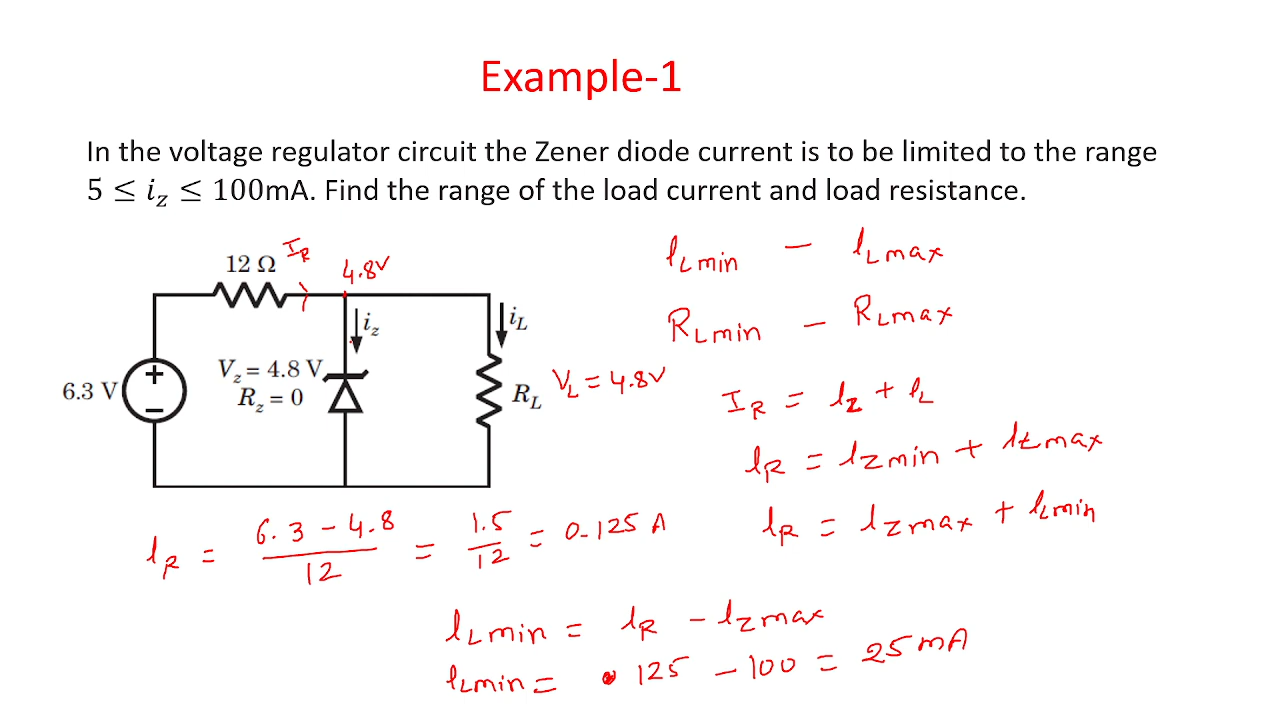 Example-1
In the voltage regulator circuit the Zener diode current is to be limited to the range
5 ≤ i_z ≤ 100mA. Find the range of the load current and load resistance.
i_Lmin — i_Lmax
R_Lmin — R_Lmax
12 Ω
I_R
4.8V
i_z
i_L
6.3 V
+
−
V_z = 4.8 V
R_z = 0
R_L
V_L = 4.8V
I_R = i_z + i_L
i_R = i_zmin + i_zmax
i_R = i_zmax + i_Lmin
i_R = (6.3 − 4.8)/12 = 1.5/12 = 0.125 A
i_Lmin = i_R − i_zmax
i_Lmin = 125 − 100 = 25mA